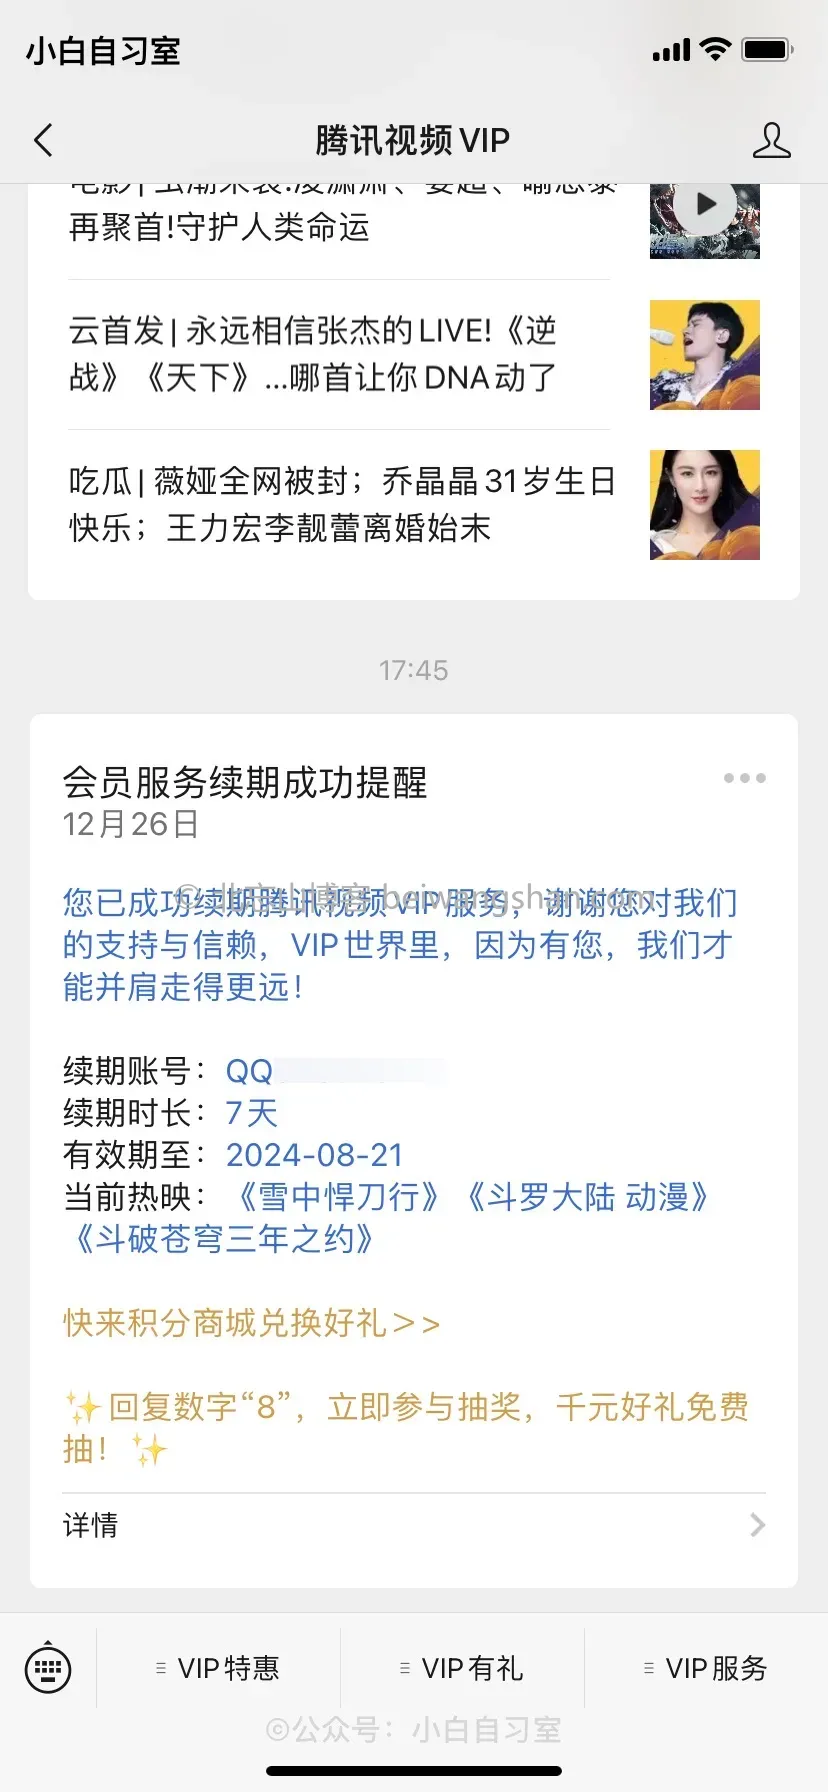 小白自习室
腾讯视频VIP
再聚首!守护人类命运
云首发|永远相信张杰的LIVE!《逆
战》《天下》...哪首让你DNA动了
吃瓜|薇娅全网被封；乔晶晶31岁生日
快乐；王力宏李靓蕾离婚始末
17:45
会员服务续期成功提醒
12月26日
© 北忘山博客 beiwangshan.com
您已成功续期腾讯视频VIP服务，谢谢您对我们
的支持与信赖，VIP世界里，因为有您，我们才
能并肩走得更远！
续期账号：QQ
续期时长：7天
有效期至：2024-08-21
当前热映：《雪中悍刀行》《斗罗大陆 动漫》
《斗破苍穹三年之约》
快来积分商城兑换好礼>>
✨回复数字“8”，立即参与抽奖，千元好礼免费
抽！✨
详情
VIP特惠
VIP有礼
VIP服务
©公众号：小白自习室